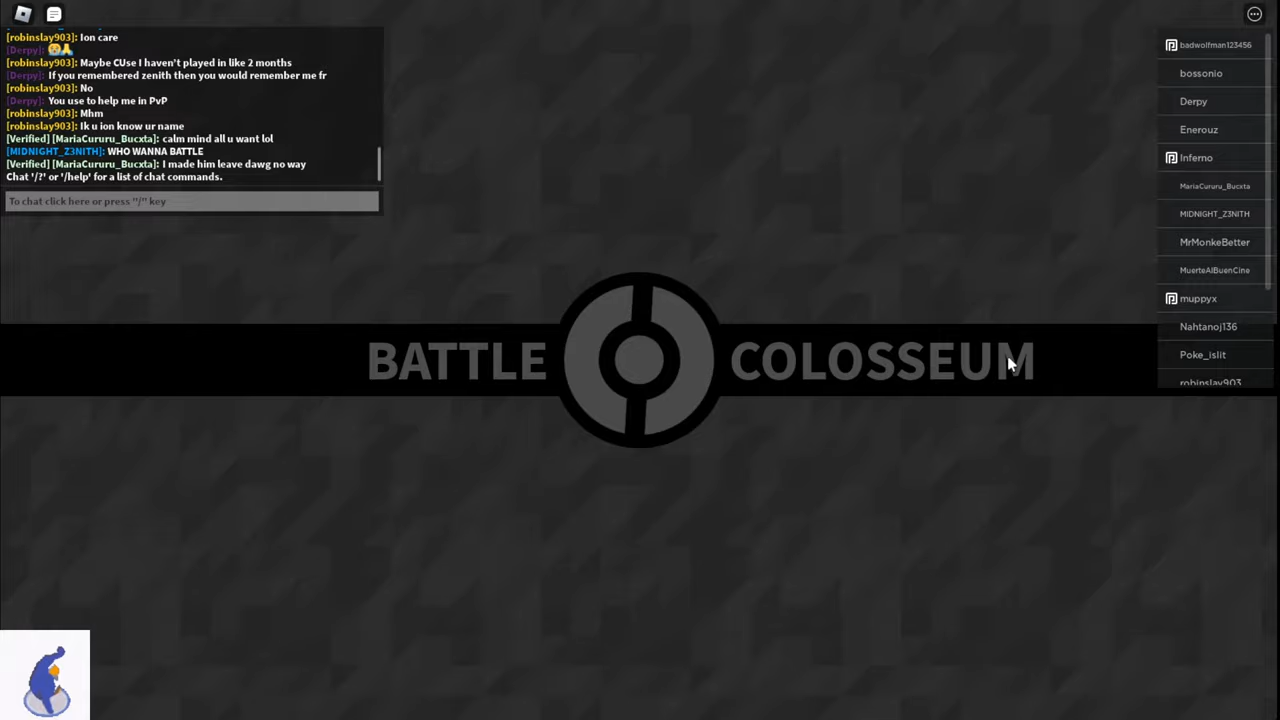 [robinslay903]: Ion care
[Derpy]: 😭🙏
[robinslay903]: Maybe CUse I haven't played in like 2 months
[Derpy]: If you remembered zenith then you would remember me fr
[robinslay903]: No
[Derpy]: You use to help me in PvP
[robinslay903]: Mhm
[robinslay903]: Ik u ion know ur name
[Verified] [MariaCururu_Bucxta]: calm mind all u want lol
[MIDNIGHT_Z3NITH]: WHO WANNA BATTLE
[Verified] [MariaCururu_Bucxta]: I made him leave dawg no way
Chat '/?' or '/help' for a list of chat commands.
To chat click here or press "/" key
BATTLE COLOSSEUM
badwolfman123456
bossonio
Derpy
Enerouz
Inferno
MariaCururu_Bucxta
MIDNIGHT_Z3NITH
MrMonkeBetter
MuerteAlBuenCine
muppyx
Nahtanoj136
Poke_islit
robinslay903